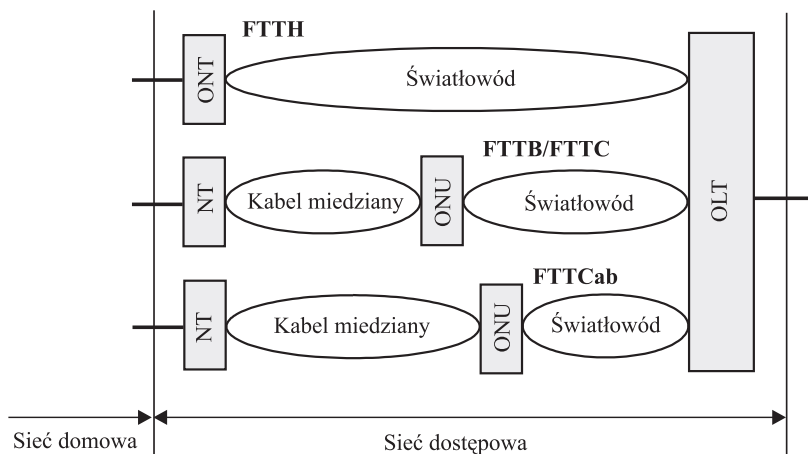 FTTH
ONT
Światłowód
FTTB/FTTC
NT
Kabel miedziany
ONU
Światłowód
OLT
FTTCab
NT
Kabel miedziany
ONU
Światłowód
Sieć domowa
Sieć dostępowa